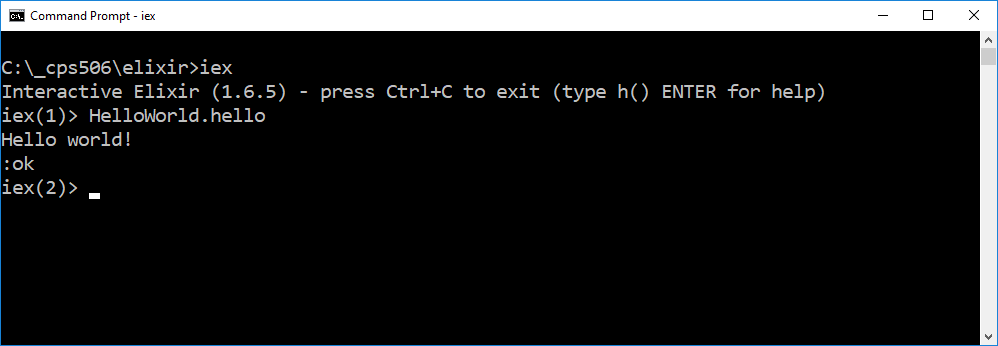 Command Prompt - iex
C:\_cps506\elixir>iex
Interactive Elixir (1.6.5) - press Ctrl+C to exit (type h() ENTER for help)
iex(1)> HelloWorld.hello
Hello world!
:ok
iex(2)>